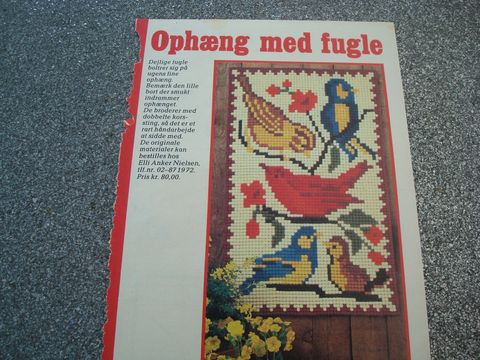 Ophæng med fugle
Dejlige fugle
boltrer sig på
ugens fine
ophæng.
Bemærk den lille
bort der smukt
indrammer
ophænget.
De broderer med
dobbelte kors-
sting, så det er et
rart håndarbejde
at sidde med.
De originale
materialer kan
bestilles hos
Elli Anker Nielsen,
tlf.nr. 02-871972.
Pris kr. 80,00.